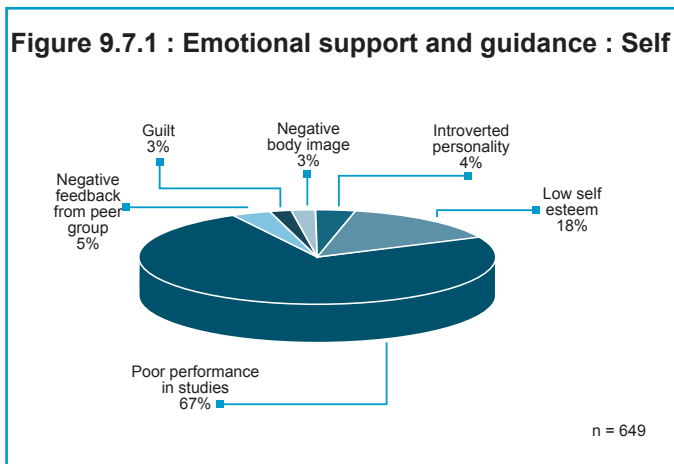 Figure 9.7.1 : Emotional support and guidance : Self
Guilt
3%
Negative
body image
3%
Introverted
personality
4%
Negative
feedback
from peer
group
5%
Low self
esteem
18%
Poor performance
in studies
67%
n = 649